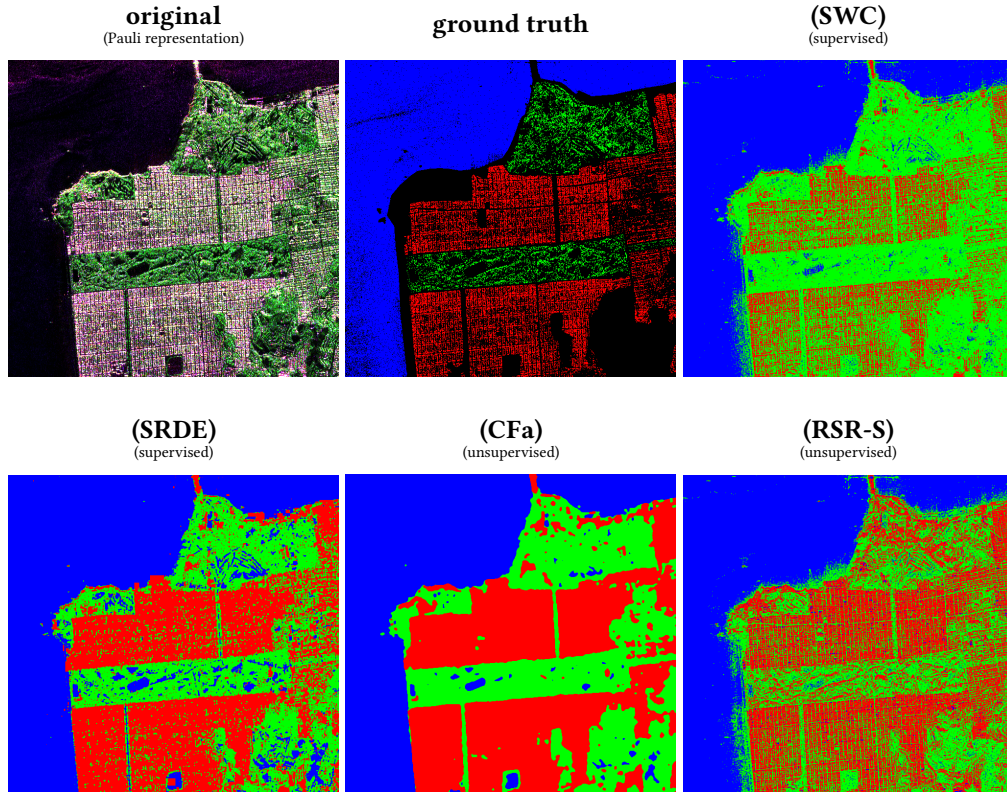 original
(Pauli representation)
ground truth
(SWC)
(supervised)
(SRDE)
(supervised)
(CFa)
(unsupervised)
(RSR-S)
(unsupervised)